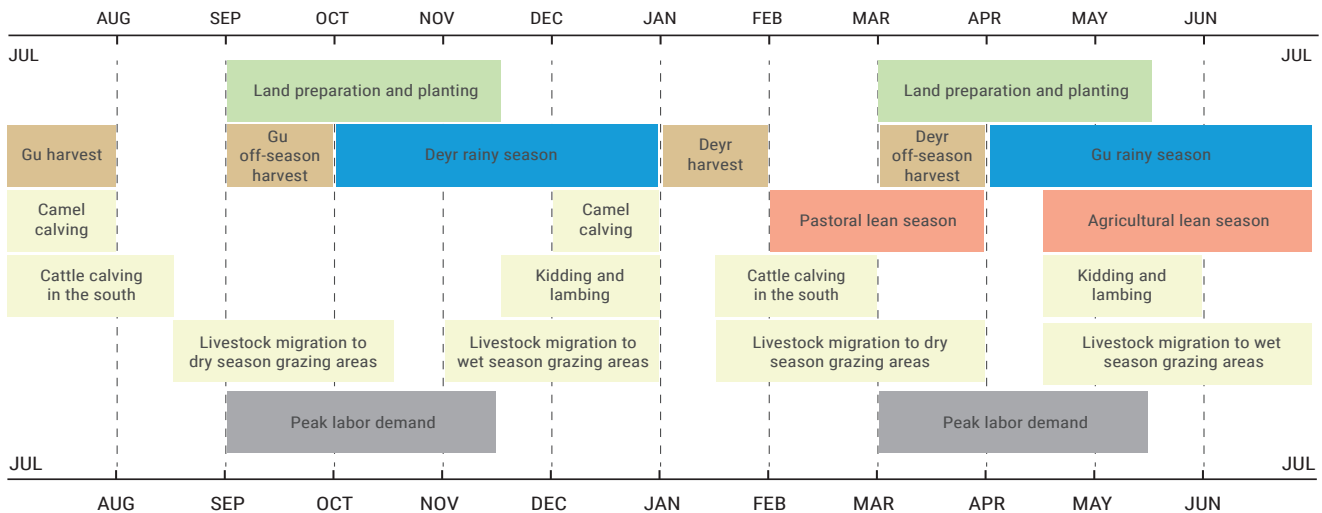 AUG SEP OCT NOV DEC JAN FEB MAR APR MAY JUN
JUL JUL
Land preparation and planting
Land preparation and planting
Gu harvest
Gu
off-season
harvest
Deyr rainy season
Deyr
harvest
Deyr
off-season
harvest
Gu rainy season
Camel
calving
Camel
calving
Pastoral lean season
Agricultural lean season
Cattle calving
in the south
Kidding and
lambing
Cattle calving
in the south
Kidding and
lambing
Livestock migration to
dry season grazing areas
Livestock migration to
wet season grazing areas
Livestock migration to dry
season grazing areas
Livestock migration to wet
season grazing areas
Peak labor demand
Peak labor demand
JUL JUL
AUG SEP OCT NOV DEC JAN FEB MAR APR MAY JUN